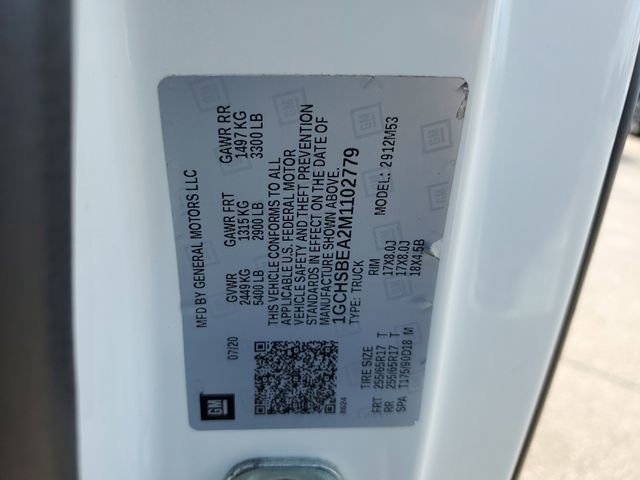 MFD BY GENERAL MOTORS LLC
07/20
GM
GVWR GAWR FRT GAWR RR
2449 KG 1315 KG 1497 KG
5400 LB 2900 LB 3300 LB
THIS VEHICLE CONFORMS TO ALL
APPLICABLE U.S. FEDERAL MOTOR
VEHICLE SAFETY AND THEFT PREVENTION
STANDARDS IN EFFECT ON THE DATE OF
MANUFACTURE SHOWN ABOVE.
1GCHSBEA2M1102779
TYPE: TRUCK MODEL: 2912M53
TIRE SIZE RIM
FRT 255/65R17 T 17X8.0J
RR 255/65R17 T 17X8.0J
SPA T175/90D18 M 18X4.5B